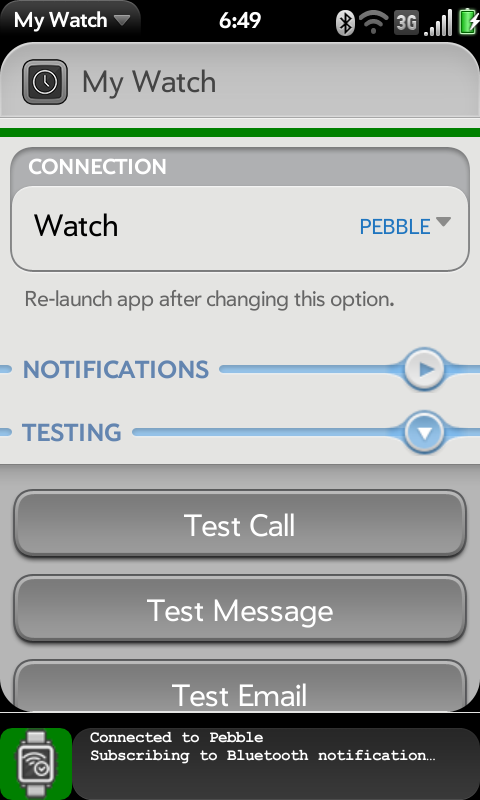 My Watch 6:49 3G
My Watch
CONNECTION
Watch PEBBLE
Re-launch app after changing this option.
NOTIFICATIONS
TESTING
Test Call
Test Message
Test Email
Connected to Pebble
Subscribing to Bluetooth notification…